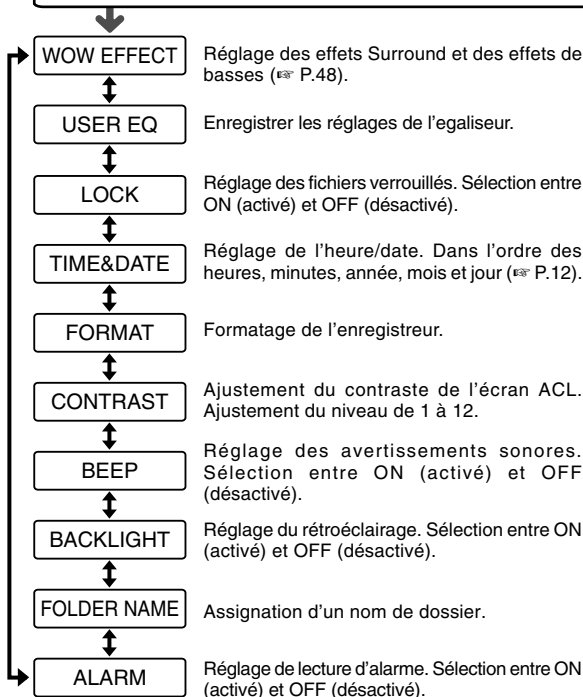 WOW EFFECT
Réglage des effets Surround et des effets de
basses (☞ P.48).
USER EQ
Enregistrer les réglages de l'egaliseur.
LOCK
Réglage des fichiers verrouillés. Sélection entre
ON (activé) et OFF (désactivé).
TIME&DATE
Réglage de l'heure/date. Dans l'ordre des
heures, minutes, année, mois et jour (☞ P.12).
FORMAT
Formatage de l'enregistreur.
CONTRAST
Ajustement du contraste de l'écran ACL.
Ajustement du niveau de 1 à 12.
BEEP
Réglage des avertissements sonores.
Sélection entre ON (activé) et OFF
(désactivé).
BACKLIGHT
Réglage du rétroéclairage. Sélection entre ON
(activé) et OFF (désactivé).
FOLDER NAME
Assignation d'un nom de dossier.
ALARM
Réglage de lecture d'alarme. Sélection entre ON
(activé) et OFF (désactivé).